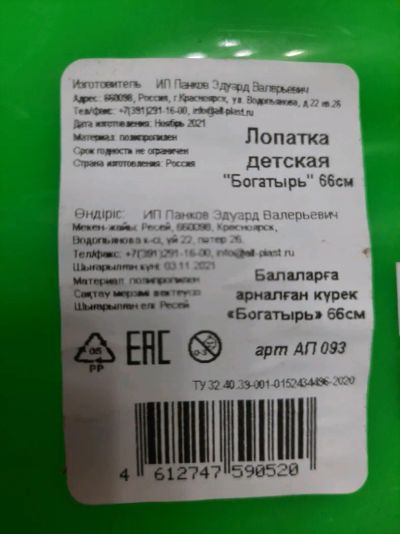 Изготовитель ИП Панков Эдуард Валерьевич
Адрес: 660098, Россия, г.Красноярск, ул. Водопьянова, д.22 кв.26
Тел/факс: +7(391)291-16-00, info@all-plast.ru
Дата изготовления: Ноябрь 2021
Материал: полипропилен
Срок годности не ограничен
Страна изготовления: Россия
Лопатка
детская
"Богатырь" 66см
Өндіріс: ИП Панков Эдуард Валерьевич
Мекен-жайы: Ресей, 660098, Красноярск,
Водопьянова к-сі, үй 22, пәтер 26.
Тел/факс: +7(391)291-16-00, info@all-plast.ru
Шығарылған күні: 03.11.2021
Материал: полипропилен
Сақтау мерзімі шектеусіз
Шығарылған елі: Ресей
Балаларға
арналған күрек
«Богатырь» 66см
05
PP
EAC
0-3
арт АП 093
ТУ 32.40.39-001-0152434496-2020
4 612747 590520